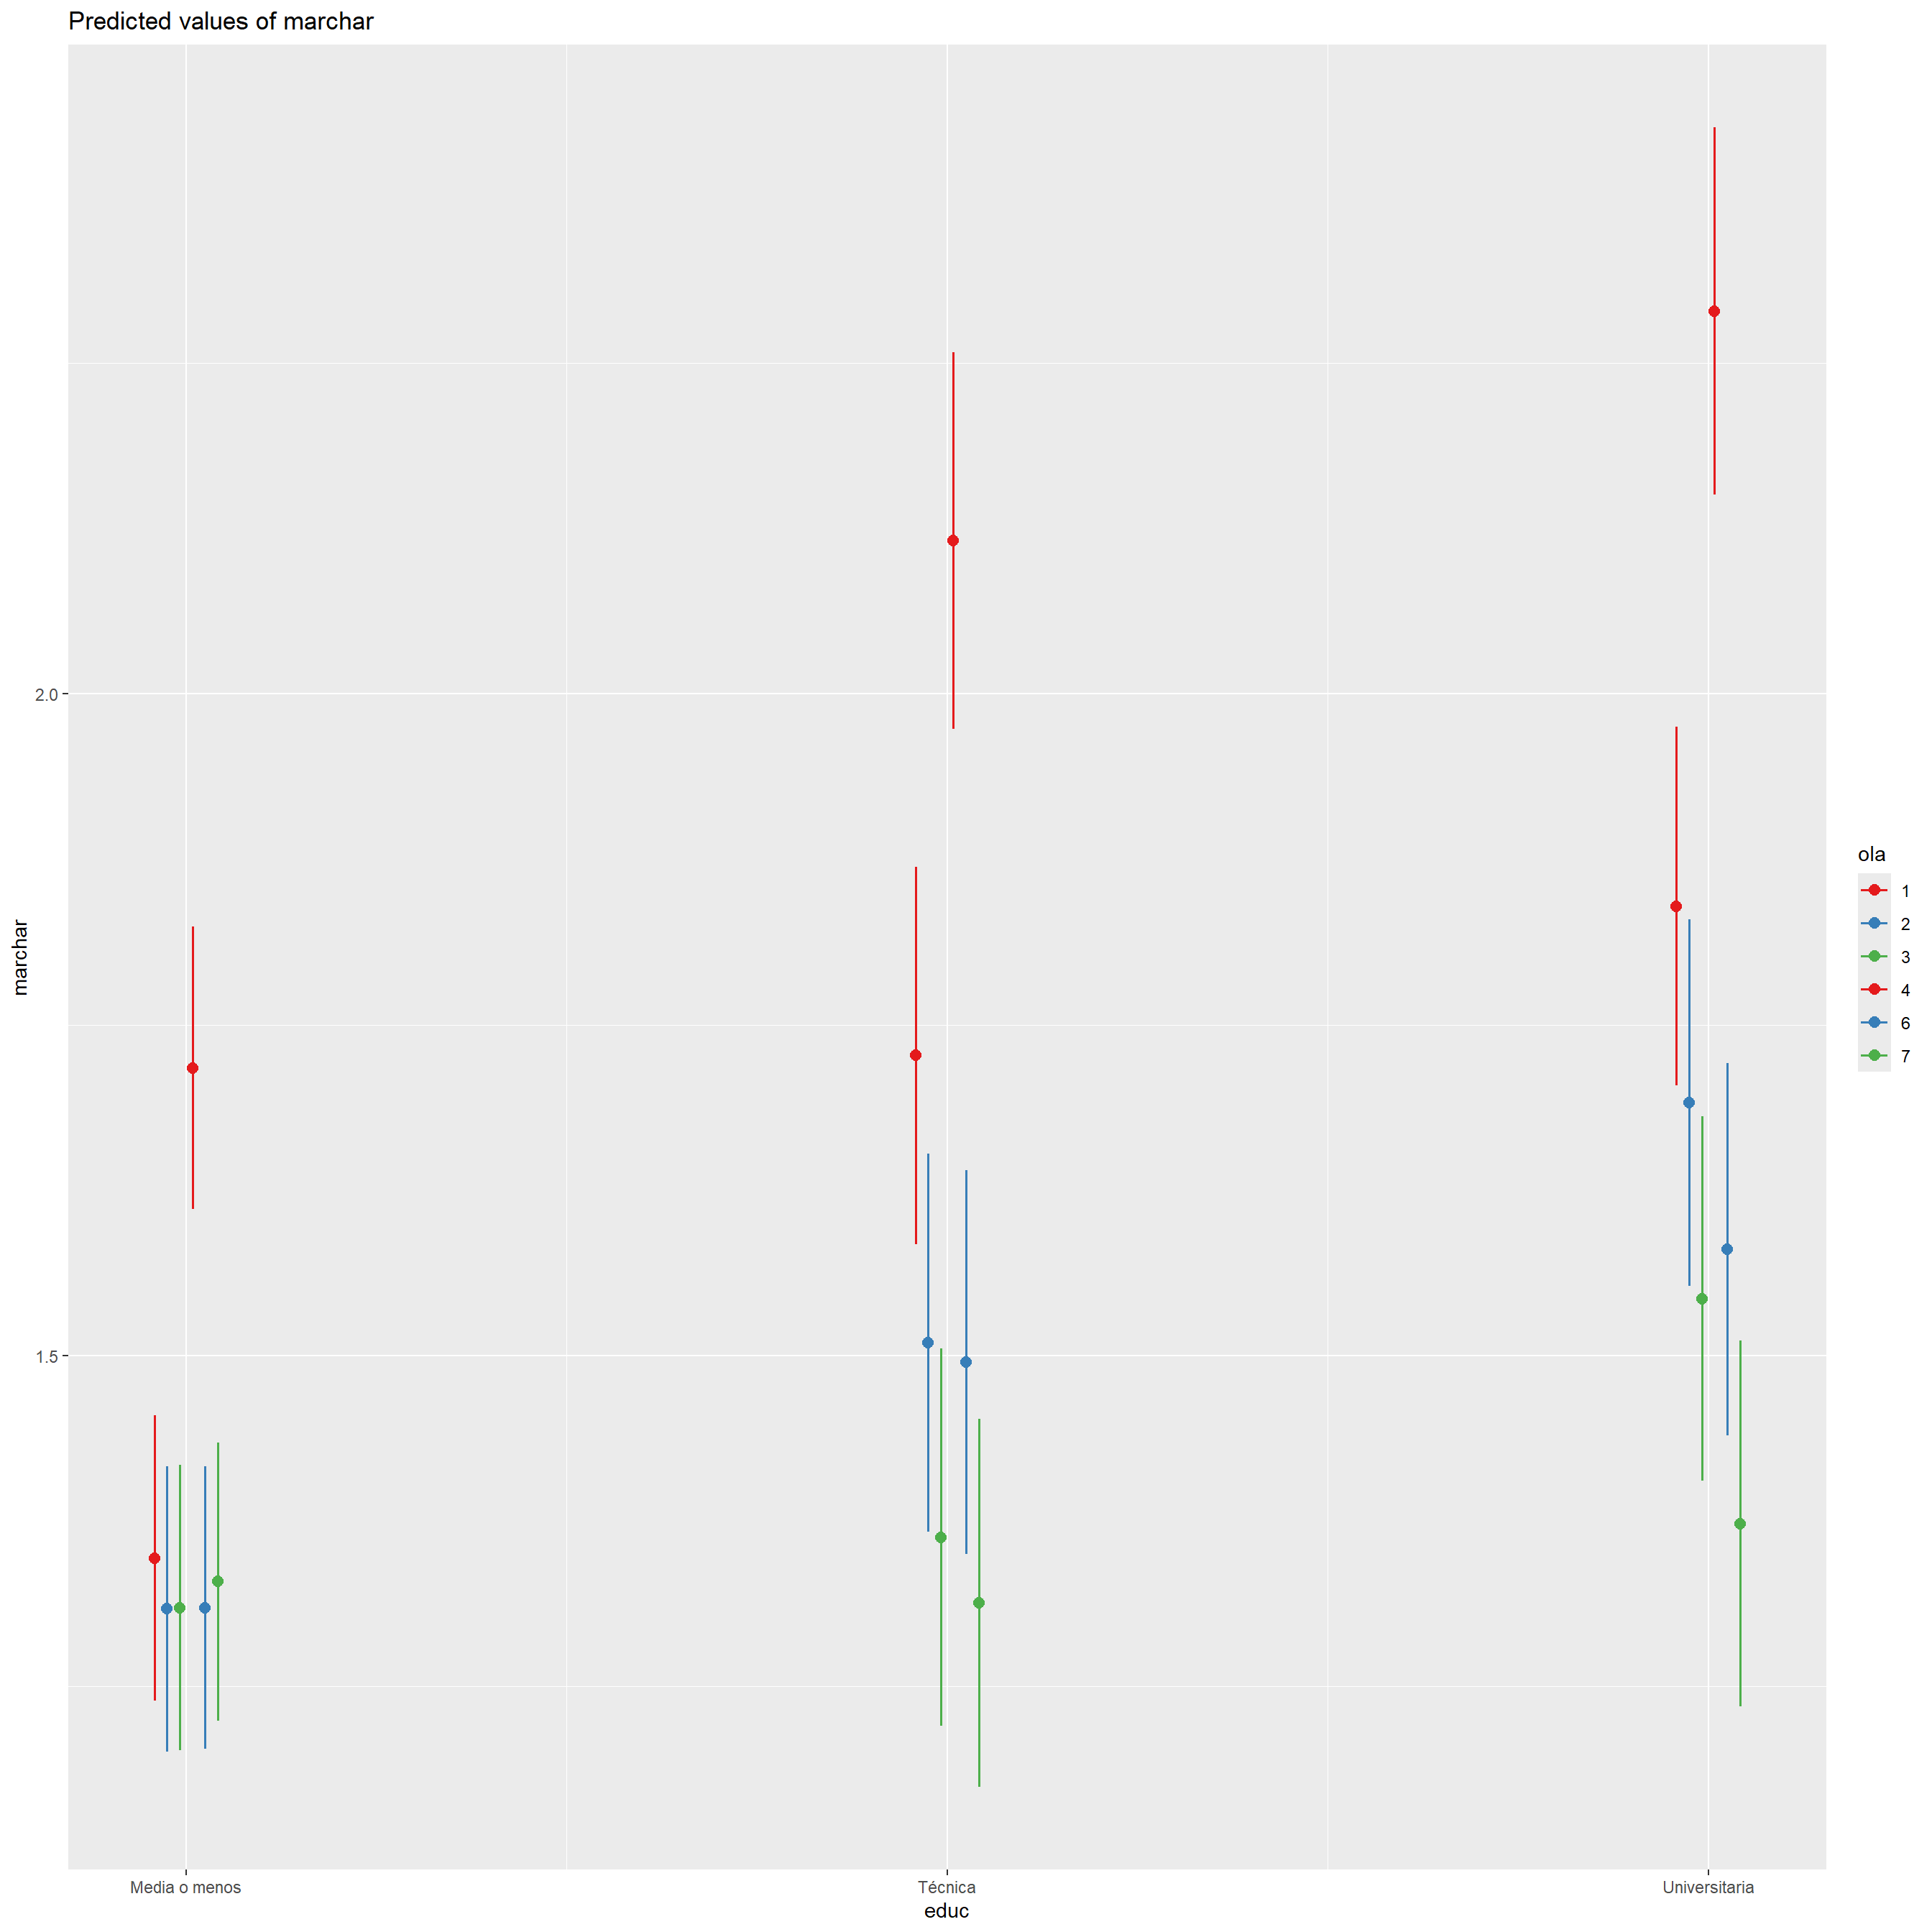 Predicted values of marchar
marchar
2.0
1.5
Media o menos
Técnica
Universitaria
educ
ola
1
2
3
4
6
7